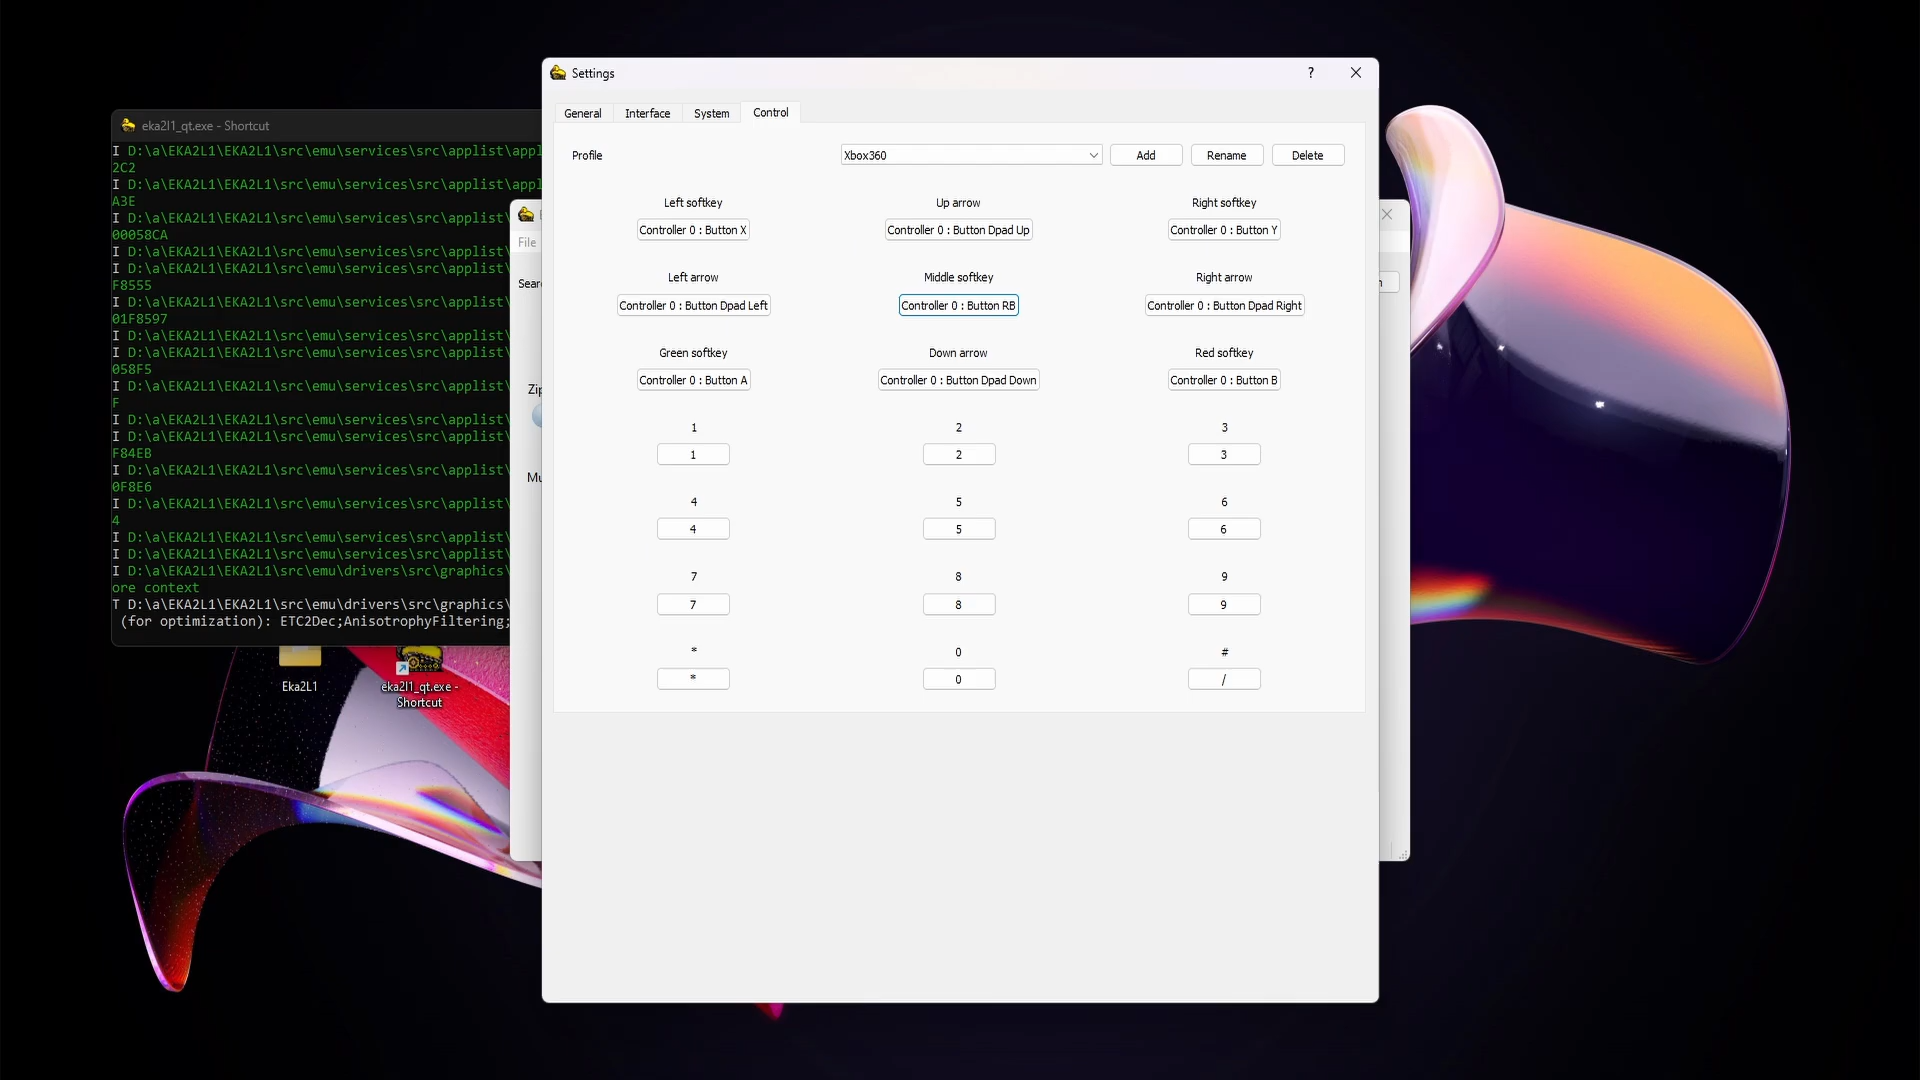 Settings
?
General
Interface
System
Control
Profile
Xbox360
Add
Rename
Delete
Left softkey
Up arrow
Right softkey
Controller 0 : Button X
Controller 0 : Button Dpad Up
Controller 0 : Button Y
Left arrow
Middle softkey
Right arrow
Controller 0 : Button Dpad Left
Controller 0 : Button RB
Controller 0 : Button Dpad Right
Green softkey
Down arrow
Red softkey
Controller 0 : Button A
Controller 0 : Button Dpad Down
Controller 0 : Button B
1
2
3
1
2
3
4
5
6
4
5
6
7
8
9
7
8
9
*
0
#
*
0
/
eka2l1_qt.exe - Shortcut
I D:\a\EKA2L1\EKA2L1\src\emu\services\src\applist\appl
2C2
I D:\a\EKA2L1\EKA2L1\src\emu\services\src\applist\appl
A3E
I D:\a\EKA2L1\EKA2L1\src\emu\services\src\applist\
00058CA
I D:\a\EKA2L1\EKA2L1\src\emu\services\src\applist\
I D:\a\EKA2L1\EKA2L1\src\emu\services\src\applist\
F8555
I D:\a\EKA2L1\EKA2L1\src\emu\services\src\applist\
01F8597
I D:\a\EKA2L1\EKA2L1\src\emu\services\src\applist\
I D:\a\EKA2L1\EKA2L1\src\emu\services\src\applist\
058F5
I D:\a\EKA2L1\EKA2L1\src\emu\services\src\applist\
F
I D:\a\EKA2L1\EKA2L1\src\emu\services\src\applist\
I D:\a\EKA2L1\EKA2L1\src\emu\services\src\applist\
F84EB
I D:\a\EKA2L1\EKA2L1\src\emu\services\src\applist\
0F8E6
I D:\a\EKA2L1\EKA2L1\src\emu\services\src\applist\
4
I D:\a\EKA2L1\EKA2L1\src\emu\services\src\applist\
I D:\a\EKA2L1\EKA2L1\src\emu\services\src\applist\
I D:\a\EKA2L1\EKA2L1\src\emu\drivers\src\graphics\
ore context
T D:\a\EKA2L1\EKA2L1\src\emu\drivers\src\graphics\
(for optimization): ETC2Dec;AnisotrophyFiltering;
File
Sear
Zip
Mu
Eka2L1
eka2l1_qt.exe -
Shortcut